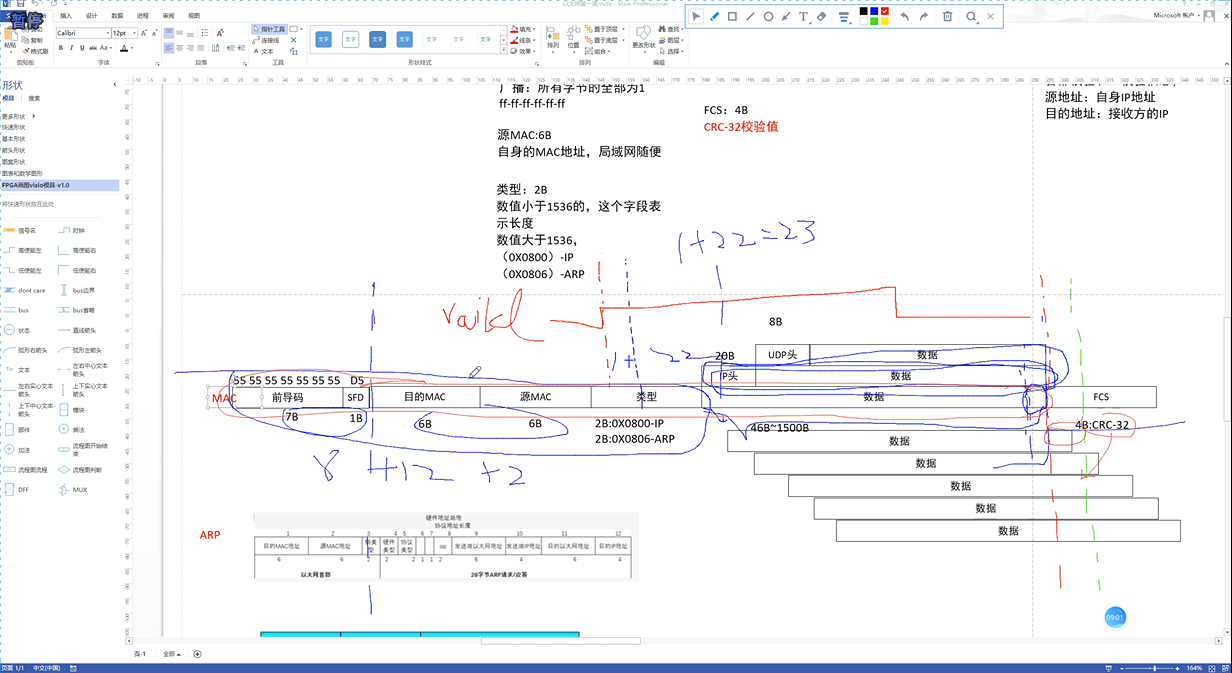 以太网第一课.vsdx - Visio Professional
暂停
插入 设计 数据 进程 审阅 视图
Microsoft 帐户
粘贴
复制
格式刷
剪贴板
Calibri 12pt
字体
段落
指针工具
连接线
A 文本
工具
文字 文字 文字 文字 文字 文字 文字
填充
线条
效果
形状样式
排列 位置
置于顶层
置于底层
组合
排列
更改形状
查找
图层
选择
编辑
形状
模具 搜索
更多形状
快速形状
基本形状
箭头形状
图案形状
图表和数学图形
FPGA画图visio模具-v1.0
将快速形状放在此处
信号名 时钟
高使能左 高使能右
低使能左 低使能右
dont care bus边界
bus bus省略
状态 直线箭头
弧形右箭头 弧形左箭头
文本 左右中心文本箭头
左右实心文本箭头 上下实心文本箭头
上下中心文本箭头 模块
部件 乘法
加法 流程图开始结束
流程图流程 流程图判断
DFF MUX
广播：所有字节的全部为1
ff-ff-ff-ff-ff-ff
源MAC:6B
自身的MAC地址，局域网随便
类型：2B
数值小于1536的，这个字段表
示长度
数值大于1536，
（0X0800）-IP
（0X0806）-ARP
FCS：4B
CRC-32校验值
源地址：自身IP地址
目的地址：接收方的IP
1+22=23
8B
1+22
20B UDP头 数据
IP头 数据
55 55 55 55 55 55 55 D5
MAC 前导码 SFD 目的MAC 源MAC 类型 数据 FCS
7B 1B 6B 6B 2B:0X0800-IP 46B~1500B 4B:CRC-32
2B:0X0806-ARP
数据
数据
数据
数据
数据
8+12+2
ARP
硬件地址长度
协议地址长度
1 2 3 4 5 6 7 8 9 10 11 12
目的MAC地址 源MAC地址 帧类型 硬件类型 协议类型 op 发送端以太网地址 发送端IP地址 目的以太网地址 目的IP地址
6 6 2 2 2 1 1 2 6 4 6 4
以太网首部 28字节ARP请求/应答
09:01
页-1 全部
页面 1/1 中文(中国)
164%